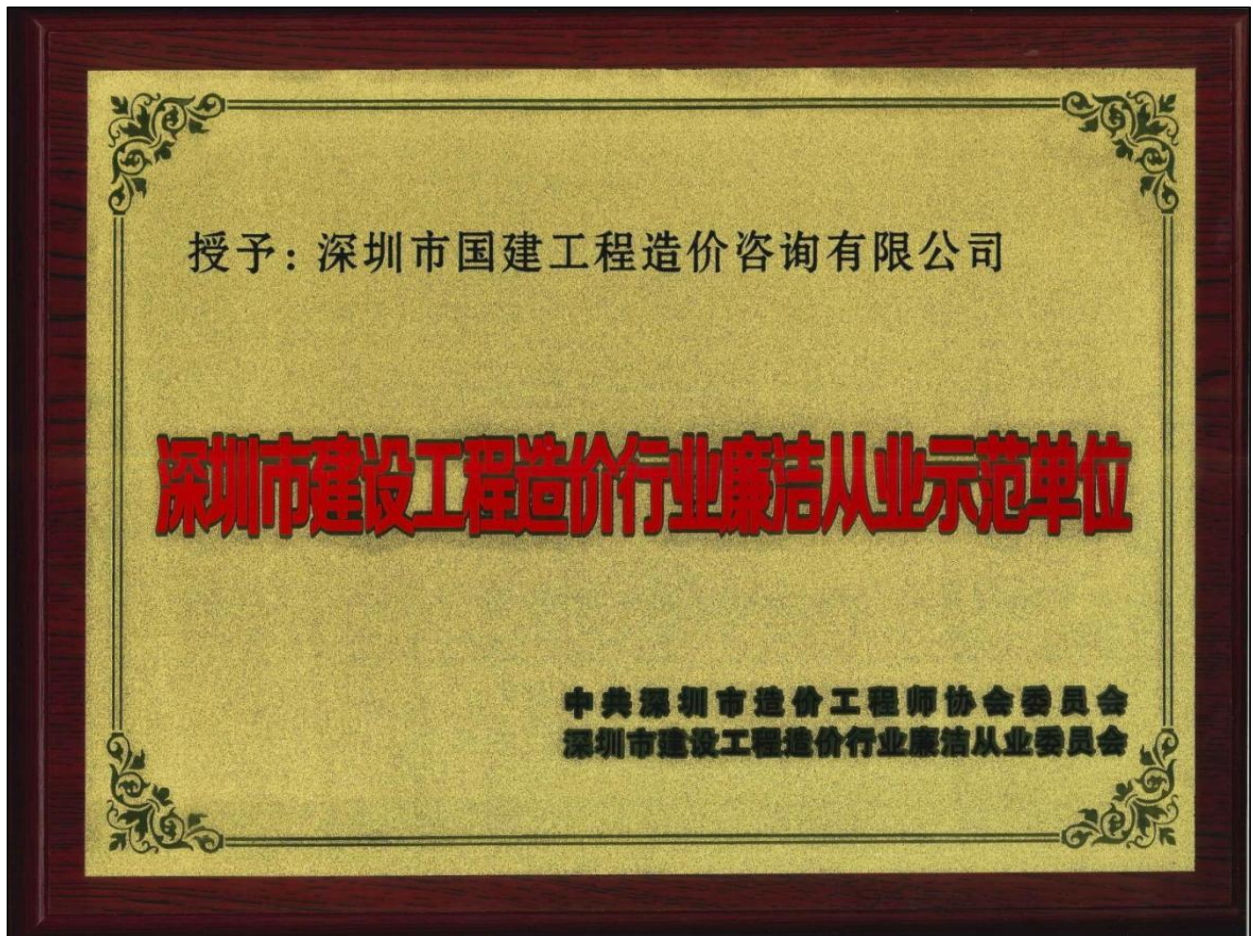 授予：深圳市国建工程造价咨询有限公司
深圳市建设工程造价行业廉洁从业示范单位
中共深圳市造价工程师协会委员会
深圳市建设工程造价行业廉洁从业委员会